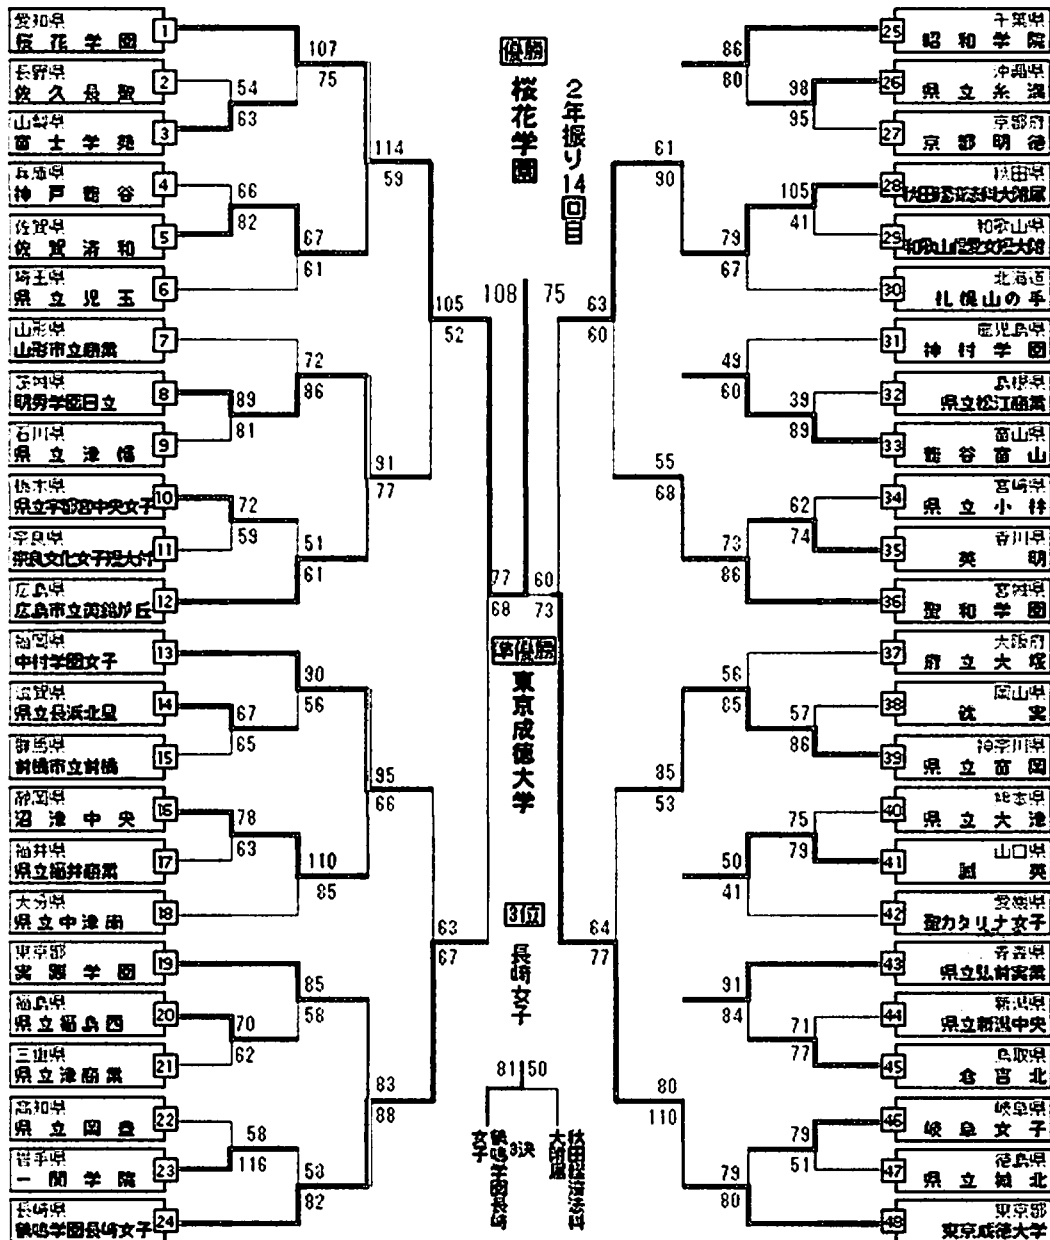 愛知県
桜花学園
1
長野県
佐久長聖
2
山梨県
富士学苑
3
兵庫県
神戸龍谷
4
佐賀県
佐賀清和
5
埼玉県
県立児玉
6
山形県
山形市立商業
7
茨城県
明秀学園日立
8
石川県
県立津幡
9
栃木県
県立宇都宮中央女子
10
奈良県
奈良文化女子短大付
11
広島県
広島市立美鈴が丘
12
福岡県
中村学園女子
13
滋賀県
県立長浜北星
14
群馬県
前橋市立前橋
15
静岡県
沼津中央
16
福井県
県立福井商業
17
大分県
県立中津南
18
東京都
実践学園
19
福島県
県立福島西
20
三重県
県立津商業
21
高知県
県立岡豊
22
岩手県
一関学院
23
長崎県
鶴鳴学園長崎女子
24
107
75
54
63
114
59
66
82
67
61
105
52
72
86
89
81
91
77
72
59
51
61
77
68
90
56
67
65
95
66
78
63
110
85
63
67
85
58
70
62
83
88
58
116
53
82
優勝
桜花学園
2年振り14回目
108 75
準優勝
東京成徳大学
3位
長崎女子
81 50
3決
鶴鳴学園長崎女子
秋田経済法科大附属
86
80
98
95
61
90
105
41
79
67
63
60
49
60
39
89
55
68
62
74
73
86
60
73
56
85
57
86
85
53
75
79
50
41
64
77
91
84
71
77
80
110
79
51
79
80
25
千葉県
昭和学院
26
沖縄県
県立糸満
27
京都府
京都明徳
28
秋田県
秋田経済法科大附属
29
和歌山県
和歌山信愛女短大附
30
北海道
札幌山の手
31
鹿児島県
神村学園
32
島根県
県立松江商業
33
富山県
龍谷富山
34
宮崎県
県立小林
35
香川県
英明
36
宮城県
聖和学園
37
大阪府
府立大塚
38
岡山県
就実
39
神奈川県
県立富岡
40
熊本県
県立大津
41
山口県
誠英
42
愛媛県
聖カタリナ女子
43
青森県
県立弘前実業
44
新潟県
県立新潟中央
45
鳥取県
倉吉北
46
岐阜県
岐阜女子
47
徳島県
県立城北
48
東京都
東京成徳大学